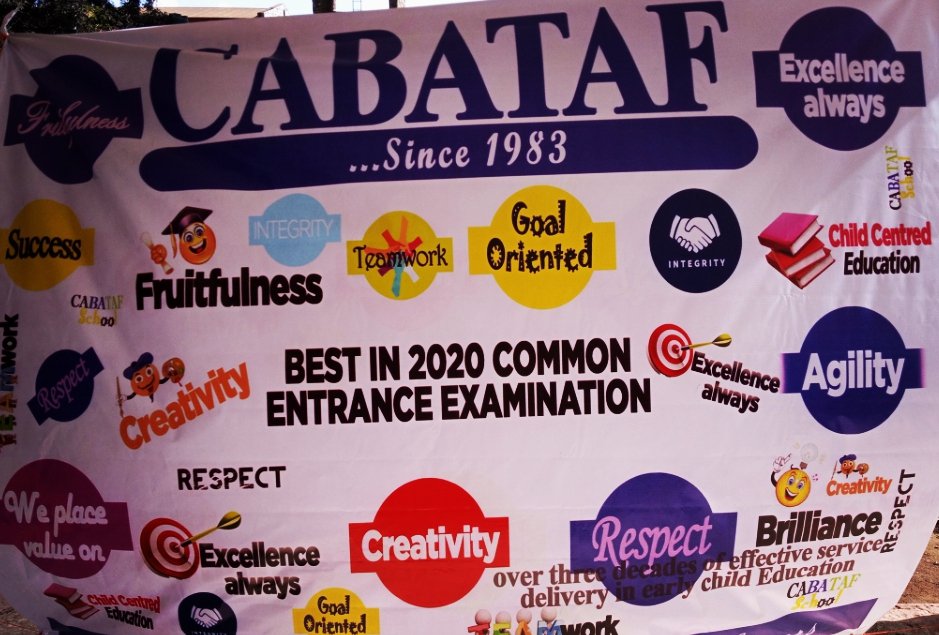 CABATAF
...Since 1983
Excellence
always
CABATAF
School
Success
Fruitfulness
INTEGRITY
Teamwork
Goal
Oriented
INTEGRITY
Child Centred
Education
CABATAF
School
Respect
Creativity
BEST IN 2020 COMMON
ENTRANCE EXAMINATION
Excellence
always
Agility
We place
value on
RESPECT
Excellence
always
Creativity
Respect
Brilliance
Creativity
RESPECT
over three decades of effective service
delivery in early child Education
CABATAF
School
Child Centred
Education
Goal
Oriented
TEAMwork